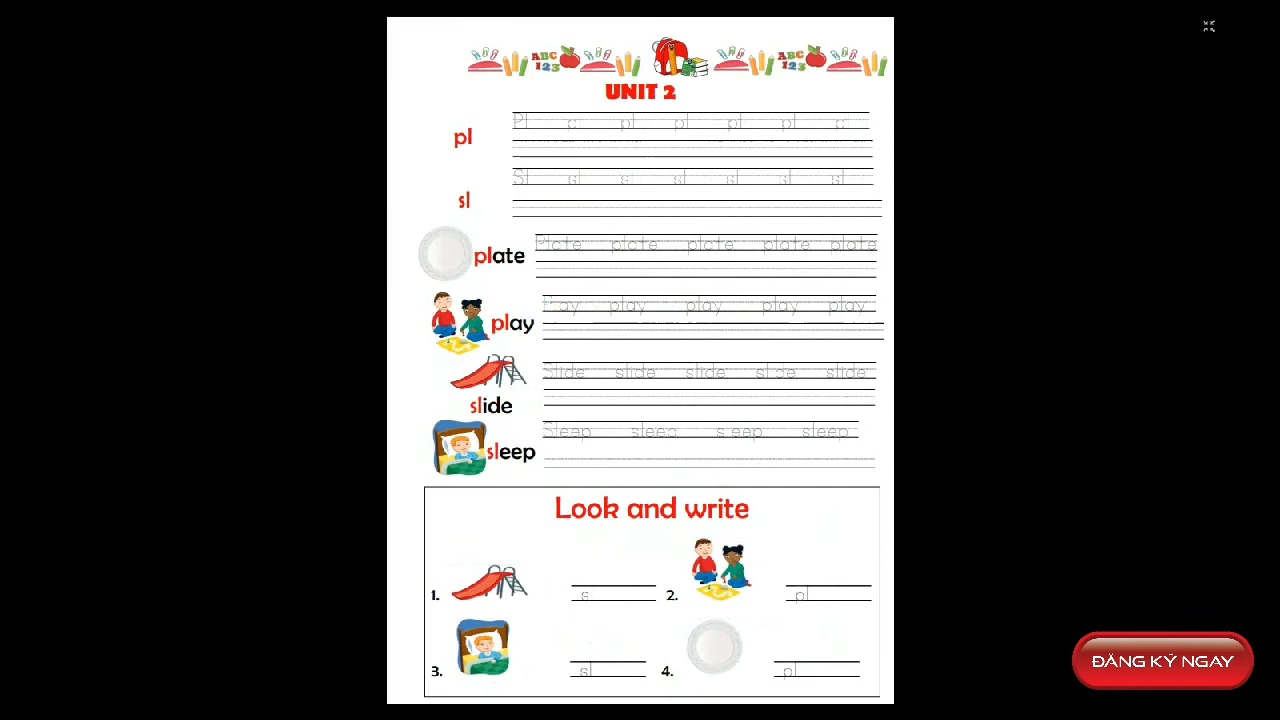 ABC ABC
123 123
UNIT 2
pl Pl pl pl pl pl
sl Sl sl sl sl sl sl
plate Plate plate plate plate plate
play Play play play play play
slide Slide slide slide slide slide
sleep Sleep sleep sleep sleep
Look and write
1. s 2. pl
3. sl 4. pl
ĐĂNG KÝ NGAY